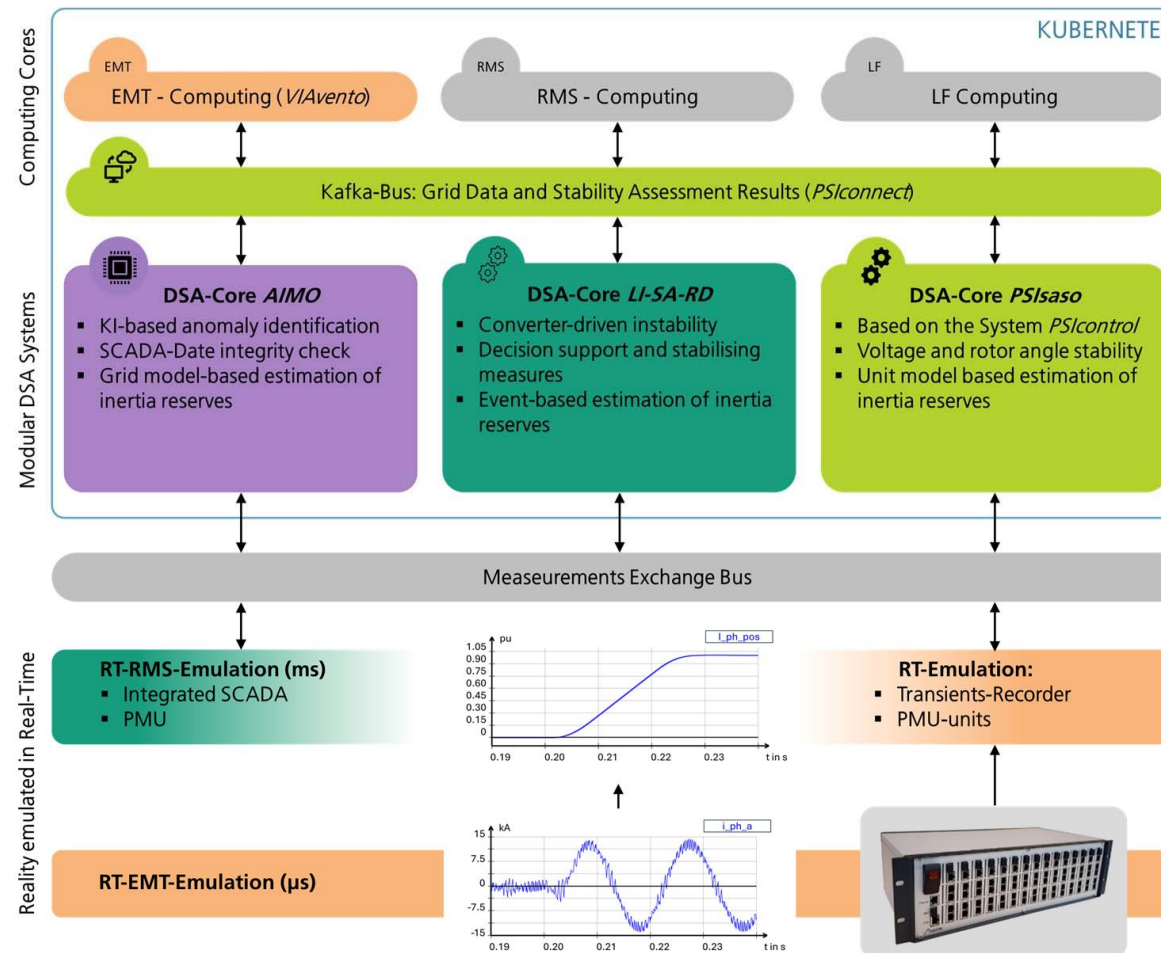 KUBERNETE
Computing Cores
EMT
EMT - Computing (VIAvento)
RMS
RMS - Computing
LF
LF Computing
Kafka-Bus: Grid Data and Stability Assessment Results (PSIconnect)
Modular DSA Systems
DSA-Core AIMO
▪ KI-based anomaly identification
▪ SCADA-Date integrity check
▪ Grid model-based estimation of
inertia reserves
DSA-Core LI-SA-RD
▪ Converter-driven instability
▪ Decision support and stabilising
measures
▪ Event-based estimation of inertia
reserves
DSA-Core PSIsaso
▪ Based on the System PSIcontrol
▪ Voltage and rotor angle stability
▪ Unit model based estimation of
inertia reserves
Measeurements Exchange Bus
Reality emulated in Real-Time
RT-RMS-Emulation (ms)
▪ Integrated SCADA
▪ PMU
pu
I_ph_pos
1.05
0.90
0.75
0.60
0.45
0.30
0.15
0
0.19 0.20 0.21 0.22 0.23
t in s
RT-Emulation:
▪ Transients-Recorder
▪ PMU-units
RT-EMT-Emulation (µs)
kA
i_ph_a
15
7.5
0
-7.5
-15
0.19 0.20 0.21 0.22 0.23
t in s